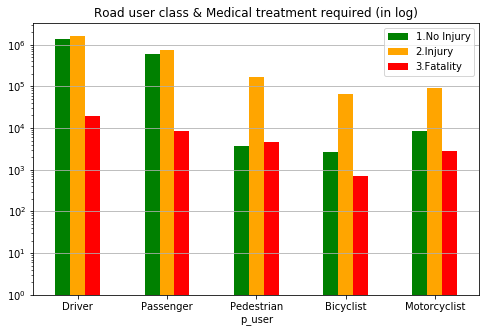 Road user class & Medical treatment required (in log)
1.No Injury
2.Injury
3.Fatality
10⁶
10⁵
10⁴
10³
10²
10¹
10⁰
Driver Passenger Pedestrian Bicyclist Motorcyclist
p_user